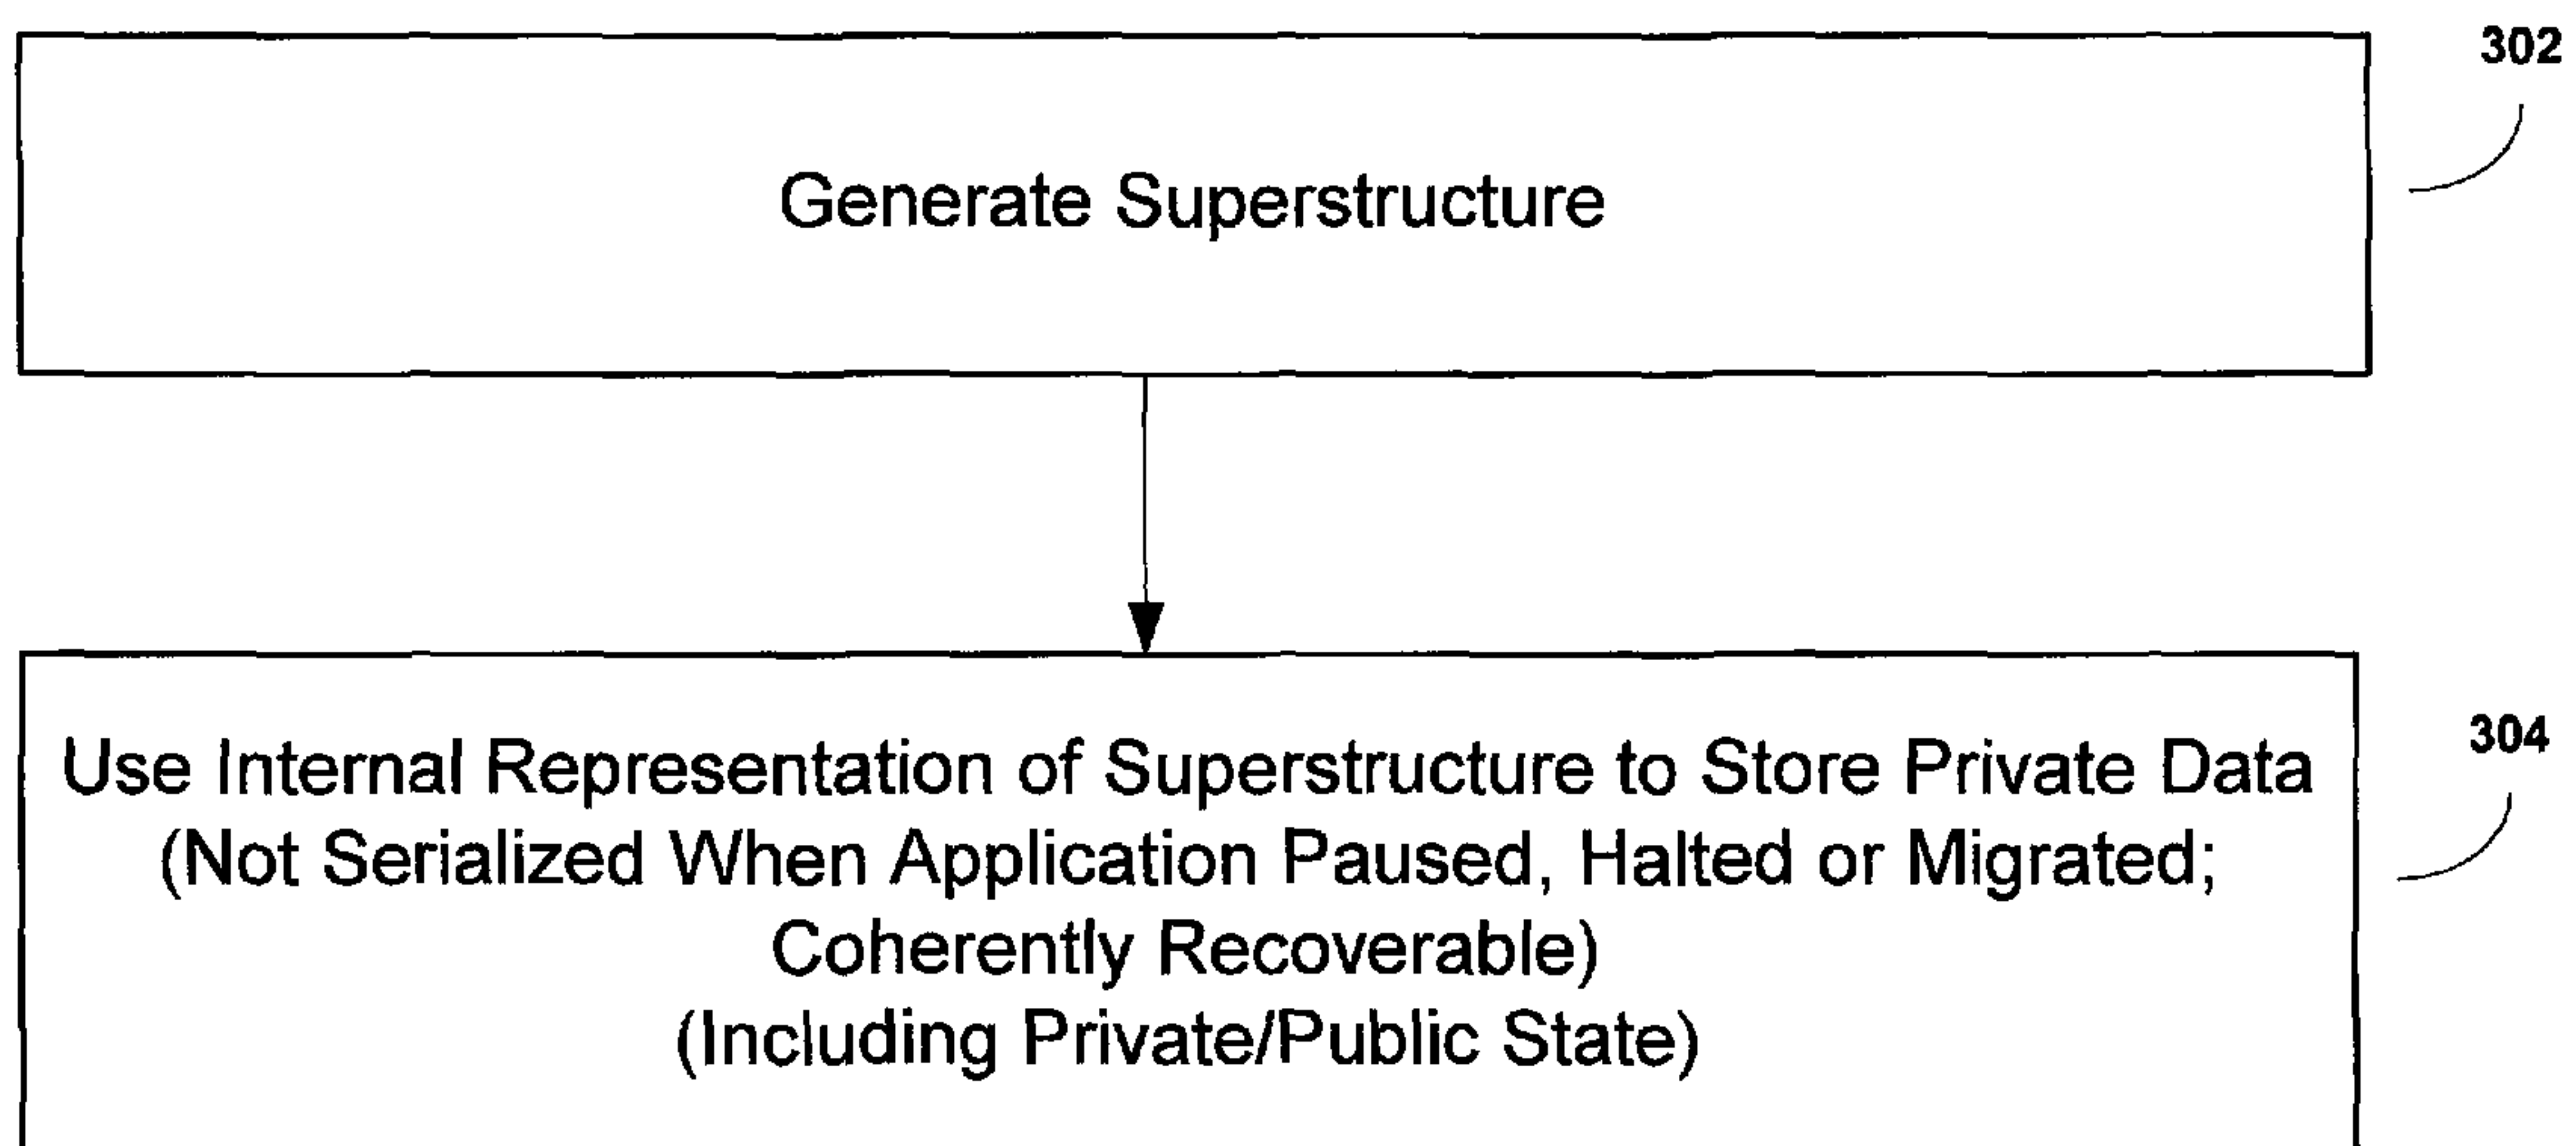 302
Generate Superstructure
304
Use Internal Representation of Superstructure to Store Private Data
(Not Serialized When Application Paused, Halted or Migrated;
Coherently Recoverable)
(Including Private/Public State)